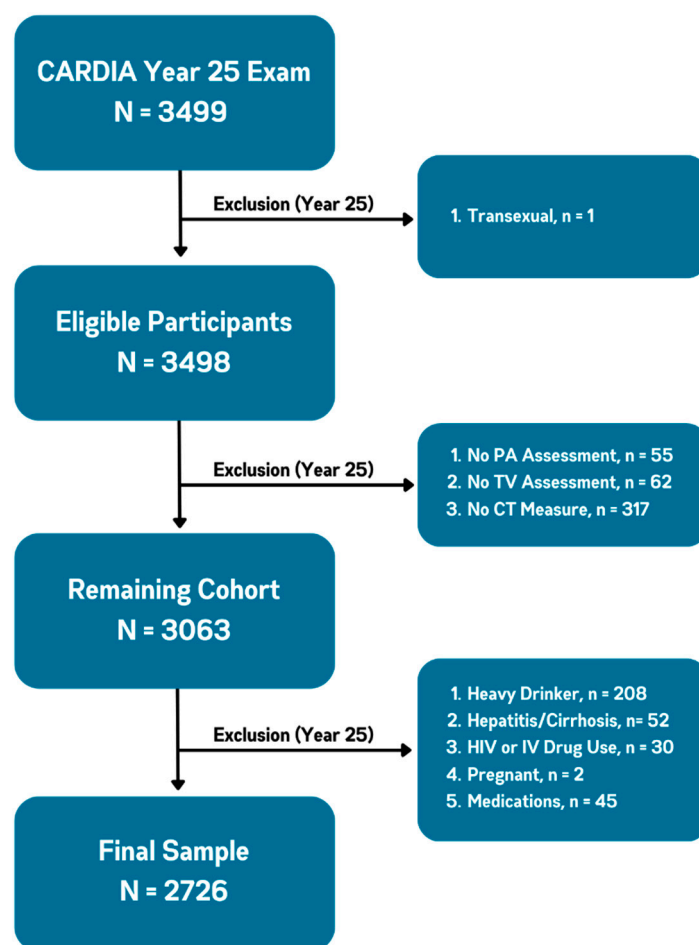 CARDIA Year 25 Exam
N = 3499
Exclusion (Year 25)
1. Transexual, n = 1
Eligible Participants
N = 3498
Exclusion (Year 25)
1. No PA Assessment, n = 55
2. No TV Assessment, n = 62
3. No CT Measure, n = 317
Remaining Cohort
N = 3063
Exclusion (Year 25)
1. Heavy Drinker, n = 208
2. Hepatitis/Cirrhosis, n= 52
3. HIV or IV Drug Use, n = 30
4. Pregnant, n = 2
5. Medications, n = 45
Final Sample
N = 2726